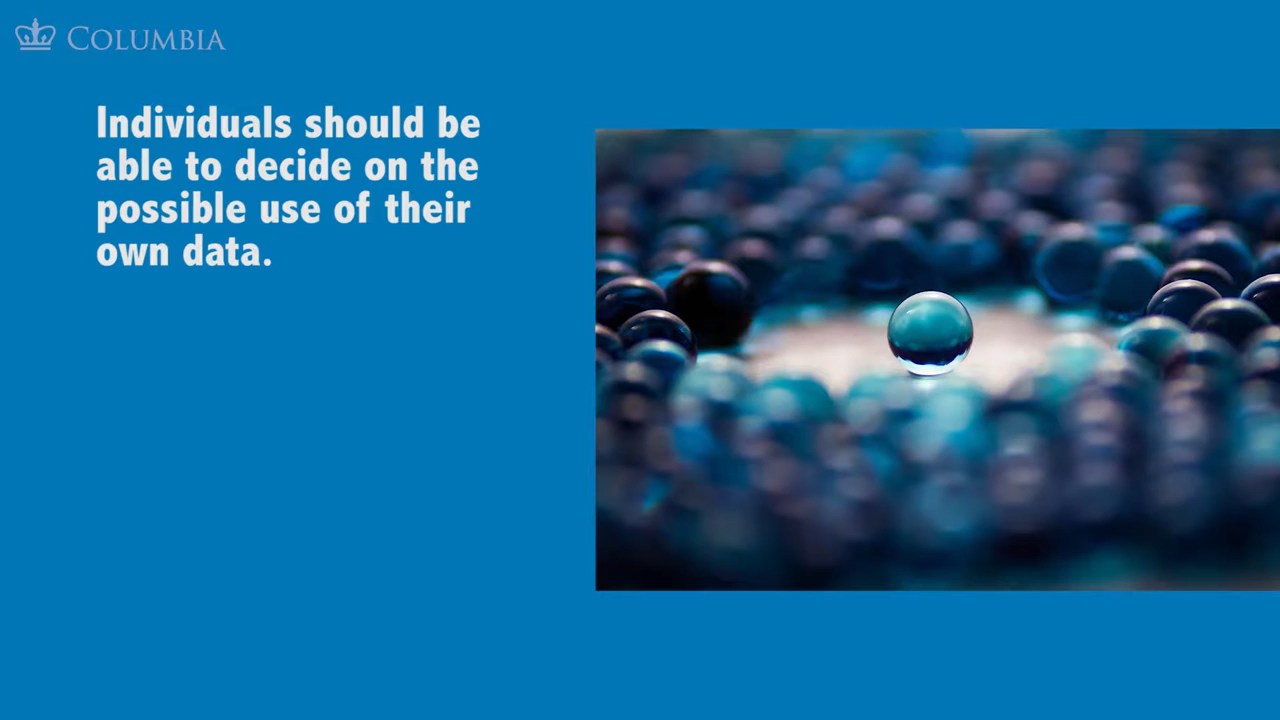 COLUMBIA
Individuals should be
able to decide on the
possible use of their
own data.